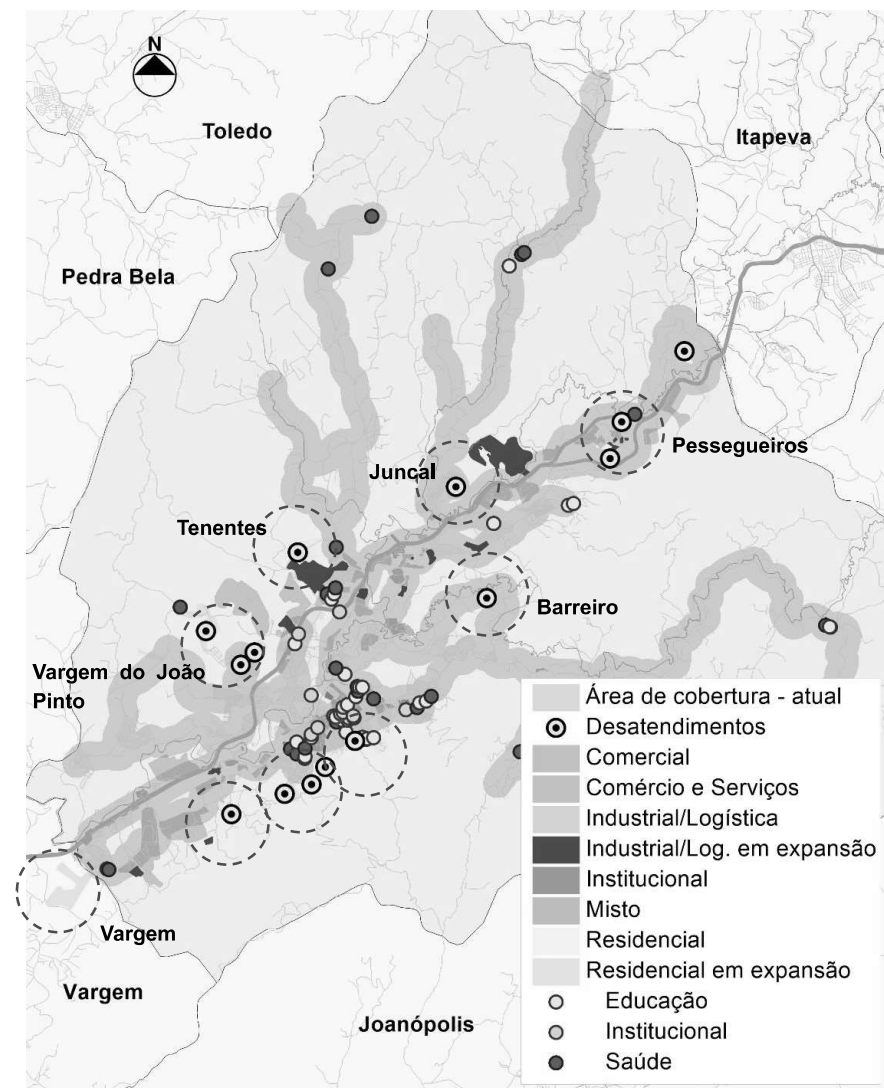 N
Toledo
Itapeva
Pedra Bela
Pessegueiros
Juncal
Tenentes
Barreiro
Vargem do João
Pinto
Vargem
Vargem
Joanópolis
Área de cobertura - atual
Desatendimentos
Comercial
Comércio e Serviços
Industrial/Logística
Industrial/Log. em expansão
Institucional
Misto
Residencial
Residencial em expansão
Educação
Institucional
Saúde